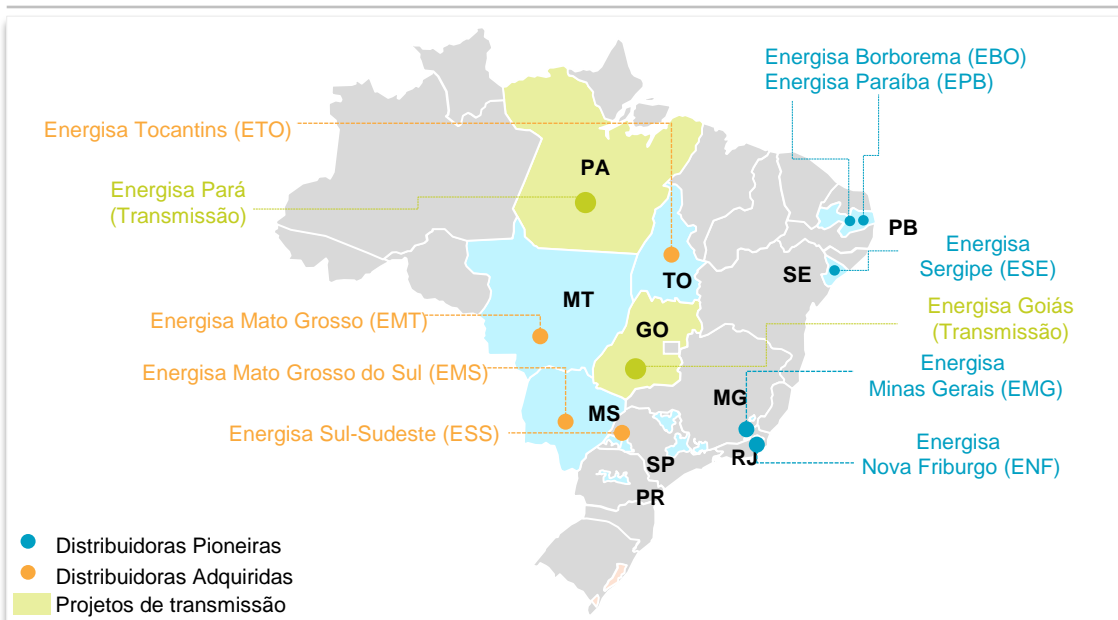 Energisa Borborema (EBO)
Energisa Paraíba (EPB)
Energisa Tocantins (ETO)
PA
Energisa Pará
(Transmissão)
PB
Energisa
Sergipe (ESE)
SE
TO
MT
Energisa Goiás
(Transmissão)
Energisa Mato Grosso (EMT)
GO
Energisa
Minas Gerais (EMG)
Energisa Mato Grosso do Sul (EMS)
MG
MS
Energisa Sul-Sudeste (ESS)
Energisa
Nova Friburgo (ENF)
SP
RJ
PR
Distribuidoras Pioneiras
Distribuidoras Adquiridas
Projetos de transmissão